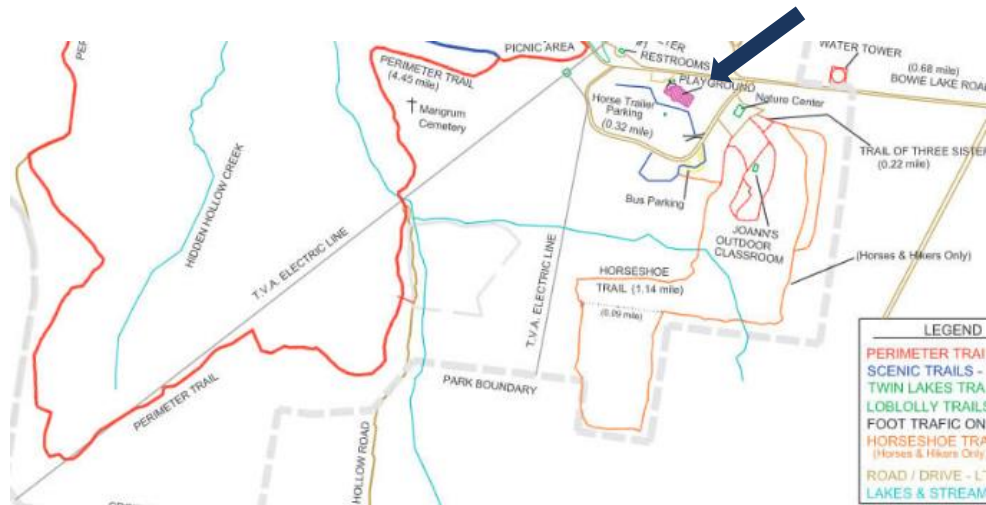 PICNIC AREA
RESTROOMS
PLAYGROUND
WATER TOWER
(0.68 mile)
BOWIE LAKE ROAD
PERIMETER TRAIL
(4.45 mile)
Mangrum
Cemetery
Horse Trailer
Parking
(0.32 mile)
Nature Center
TRAIL OF THREE SISTER
(0.22 mile)
Bus Parking
JOANN'S
OUTDOOR
CLASSROOM
(Horses & Hikers Only)
HIDDEN HOLLOW CREEK
T.V.A. ELECTRIC LINE
T.V.A. ELECTRIC LINE
HORSESHOE
TRAIL (1.14 mile)
(0.09 mile)
PARK BOUNDARY
PERIMETER TRAIL
HOLLOW ROAD
LEGEND
PERIMETER TRAI
SCENIC TRAILS -
TWIN LAKES TRA
LOBLOLLY TRAILS
FOOT TRAFIC ON
HORSESHOE TRA
(Horses & Hikers Only
ROAD / DRIVE - LT
LAKES & STREAM